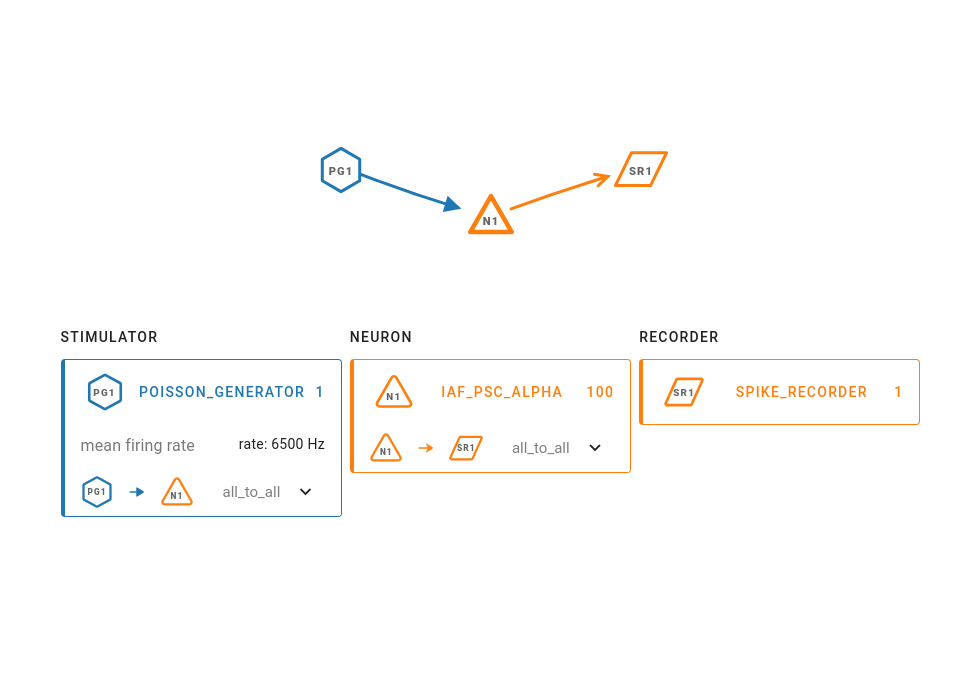 PG1
SR1
N1
STIMULATOR
NEURON
RECORDER
PG1 POISSON_GENERATOR 1
mean firing rate rate: 6500 Hz
PG1 N1 all_to_all
N1 IAF_PSC_ALPHA 100
N1 SR1 all_to_all
SR1 SPIKE_RECORDER 1